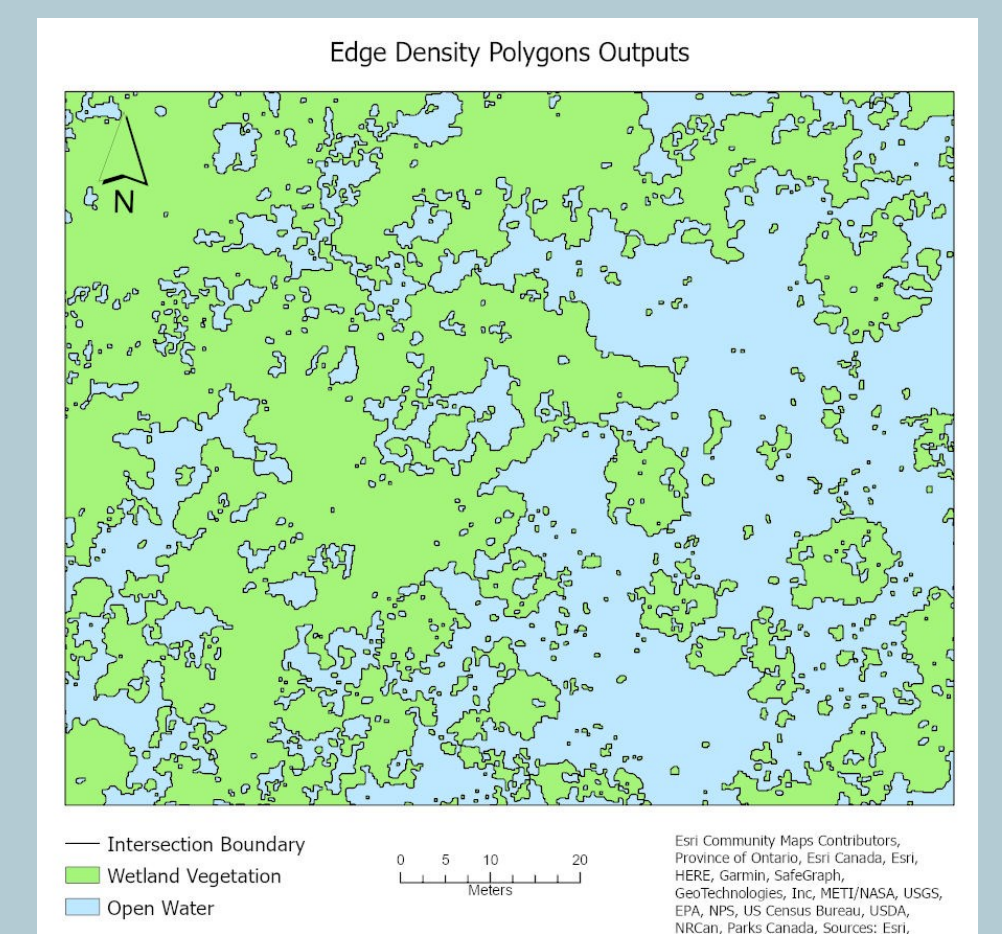 Edge Density Polygons Outputs
N
Intersection Boundary
Wetland Vegetation
Open Water
0 5 10 20
Meters
Esri Community Maps Contributors,
Province of Ontario, Esri Canada, Esri,
HERE, Garmin, SafeGraph,
GeoTechnologies, Inc, METI/NASA, USGS,
EPA, NPS, US Census Bureau, USDA,
NRCan, Parks Canada, Sources: Esri,